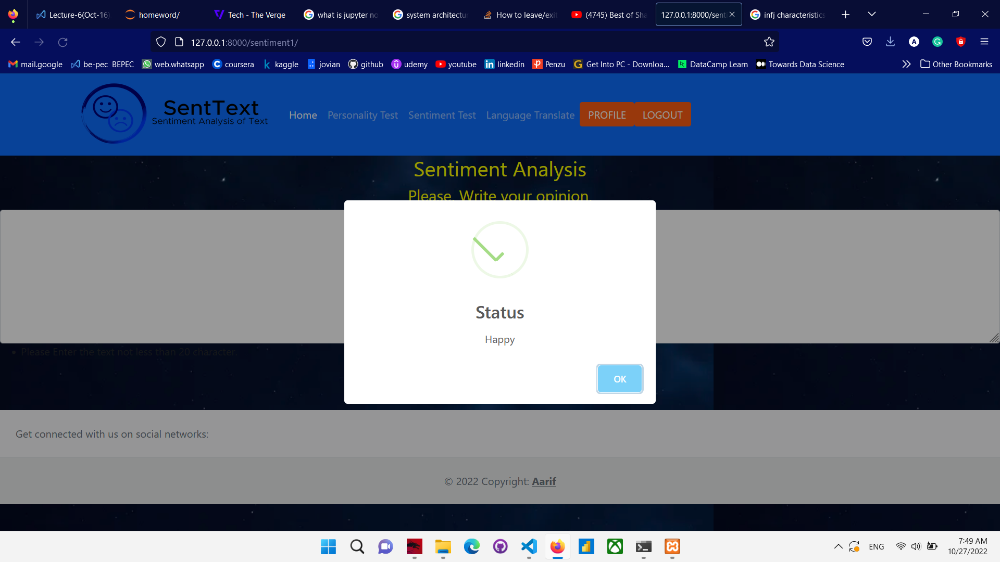 Lecture-6(Oct-16)
homeword/
Tech - The Verge
what is jupyter no
system architectur
How to leave/exit
(4745) Best of Sha
127.0.0.1:8000/senti
infj characteristics
127.0.0.1:8000/sentiment1/
mail.google
be-pec BEPEC
web.whatsapp
coursera
kaggle
jovian
github
udemy
youtube
linkedin
Penzu
Get Into PC - Downloa...
DataCamp Learn
Towards Data Science
Other Bookmarks
SentText
Sentiment Analysis of Text
Home
Personality Test
Sentiment Test
Language Translate
PROFILE
LOGOUT
Sentiment Analysis
Please, Write your opinion.
Status
Happy
OK
Please Enter the text not less than 20 character.
Get connected with us on social networks:
© 2022 Copyright: Aarif
ENG
7:49 AM
10/27/2022